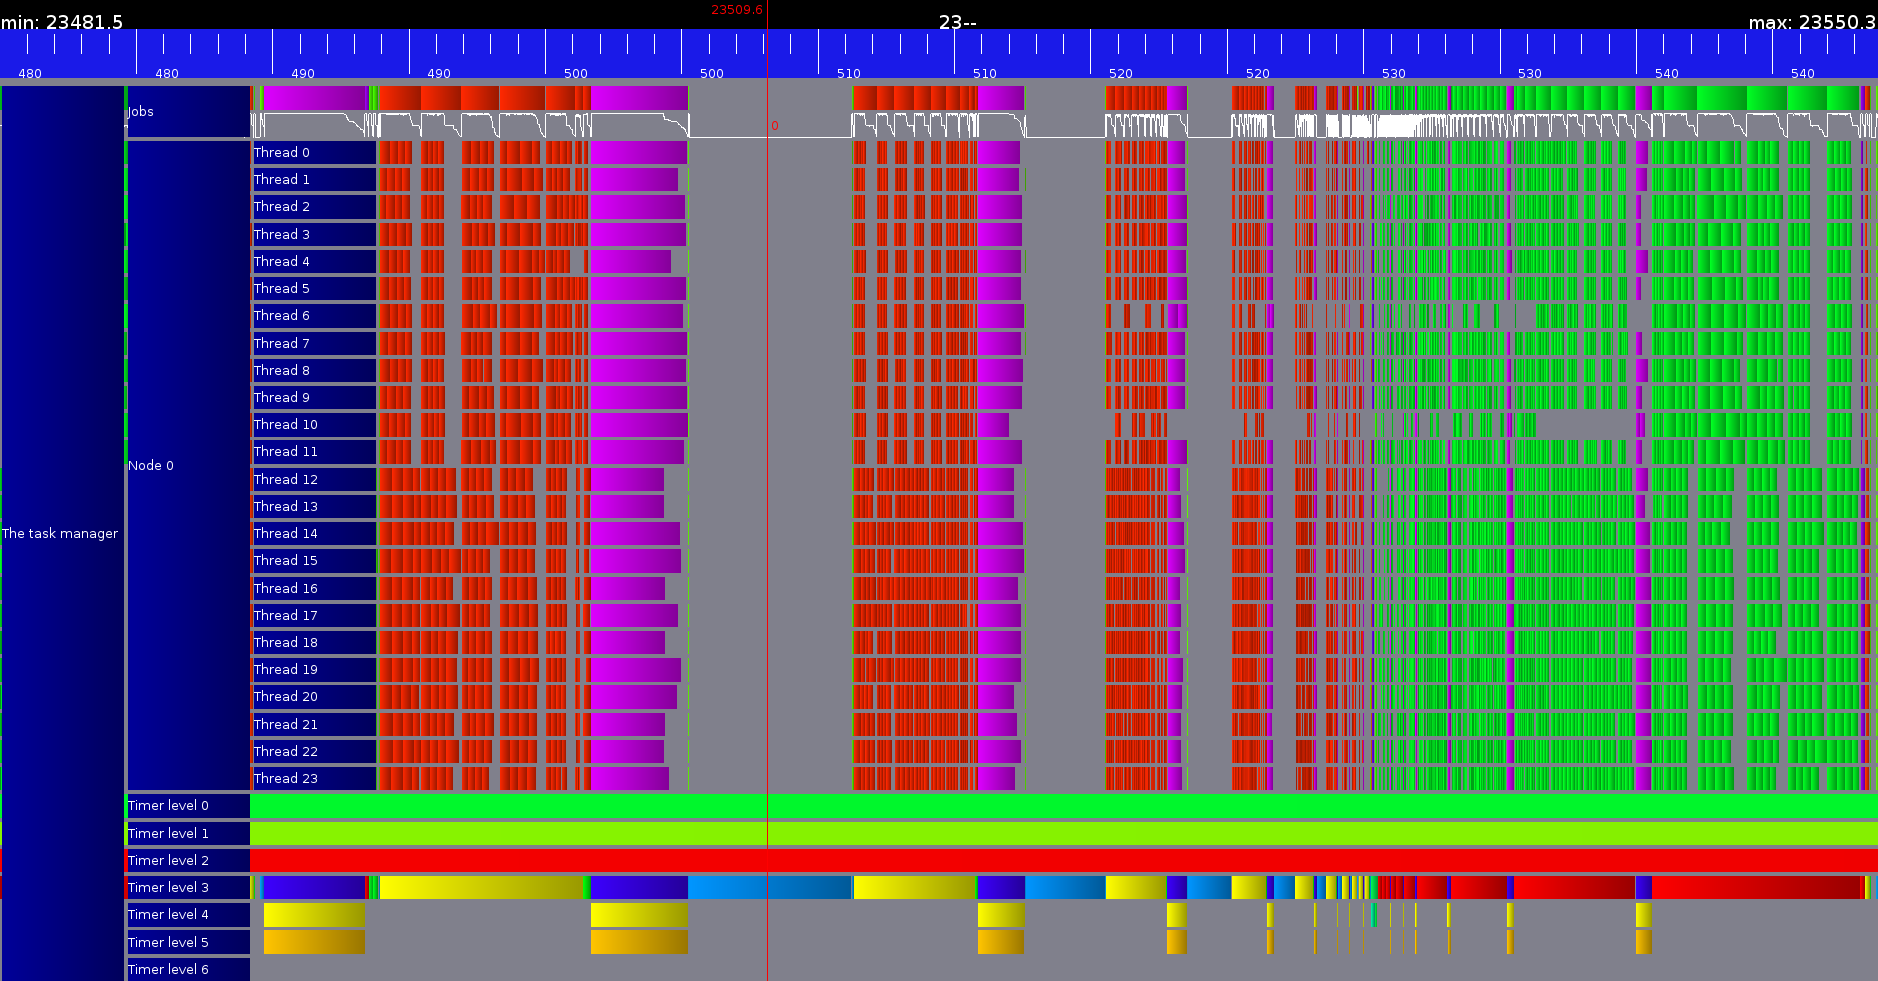 23509.6
min: 23481.5
23--
max: 23550.3
480
480
490
490
500
500
510
510
520
520
530
530
540
540
Jobs
0
Thread 0
Thread 1
Thread 2
Thread 3
Thread 4
Thread 5
Thread 6
Thread 7
Thread 8
Thread 9
Thread 10
Thread 11
Node 0
Thread 12
Thread 13
The task manager
Thread 14
Thread 15
Thread 16
Thread 17
Thread 18
Thread 19
Thread 20
Thread 21
Thread 22
Thread 23
Timer level 0
Timer level 1
Timer level 2
Timer level 3
Timer level 4
Timer level 5
Timer level 6